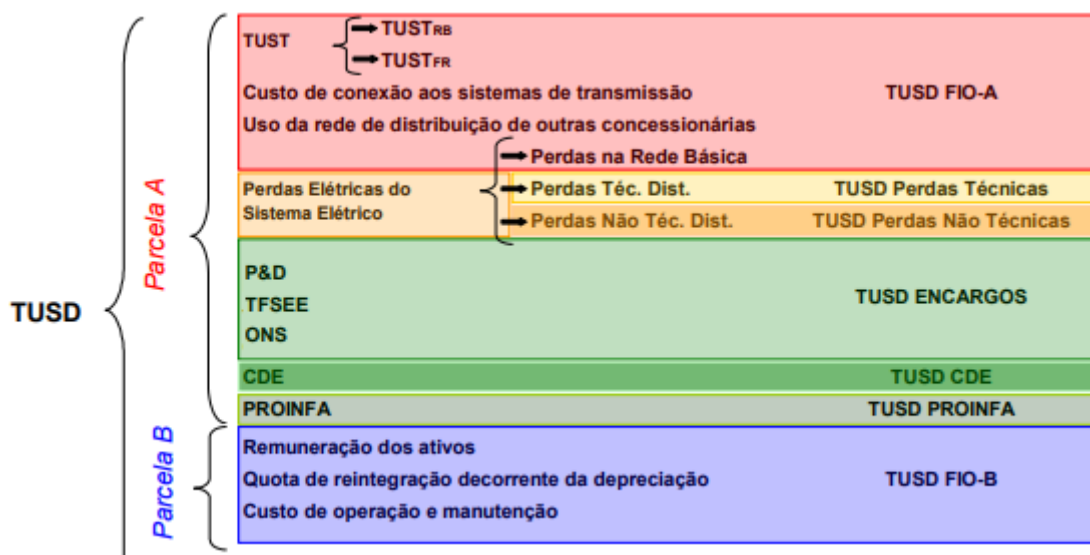 TUSD
Parcela A
TUST
TUSTRB
TUSTFR
Custo de conexão aos sistemas de transmissão
TUSD FIO-A
Uso da rede de distribuição de outras concessionárias
Perdas na Rede Básica
Perdas Elétricas do
Sistema Elétrico
Perdas Téc. Dist.
TUSD Perdas Técnicas
Perdas Não Téc. Dist.
TUSD Perdas Não Técnicas
P&D
TFSEE
ONS
TUSD ENCARGOS
CDE
TUSD CDE
PROINFA
TUSD PROINFA
Parcela B
Remuneração dos ativos
Quota de reintegração decorrente da depreciação
TUSD FIO-B
Custo de operação e manutenção